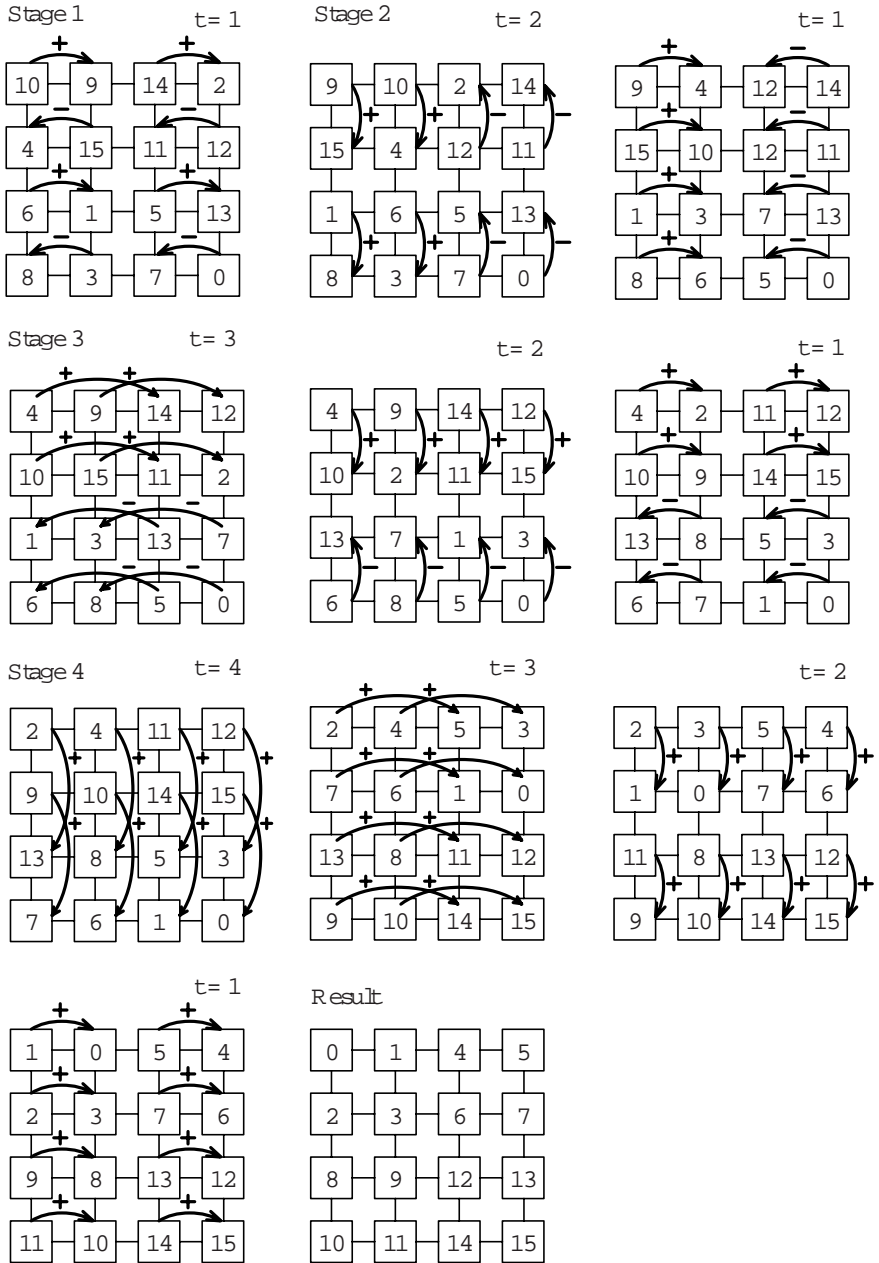 Stage 1 t= 1
+ +
10 9 14 2
− −
4 15 11 12
+ +
6 1 5 13
− −
8 3 7 0
Stage 2 t= 2
9 10 2 14
+ + − −
15 4 12 11
1 6 5 13
+ + − −
8 3 7 0
t= 1
+ −
9 4 12 14
+ −
15 10 12 11
+ −
1 3 7 13
+ −
8 6 5 0
Stage 3 t= 3
+ +
4 9 14 12
+ +
10 15 11 2
− −
1 3 13 7
− −
6 8 5 0
t= 2
4 9 14 12
+ + + +
10 2 11 15
13 7 1 3
− − − −
6 8 5 0
t= 1
+ +
4 2 11 12
+ +
10 9 14 15
− −
13 8 5 3
− −
6 7 1 0
Stage 4 t= 4
2 4 11 12
+ + + +
9 10 14 15
+ + + +
13 8 5 3
7 6 1 0
t= 3
+ +
2 4 5 3
+ +
7 6 1 0
+ +
13 8 11 12
+ +
9 10 14 15
t= 2
2 3 5 4
+ + + +
1 0 7 6
11 8 13 12
+ + + +
9 10 14 15
t= 1
+ +
1 0 5 4
+ +
2 3 7 6
+ +
9 8 13 12
+ +
11 10 14 15
Result
0 1 4 5
2 3 6 7
8 9 12 13
10 11 14 15